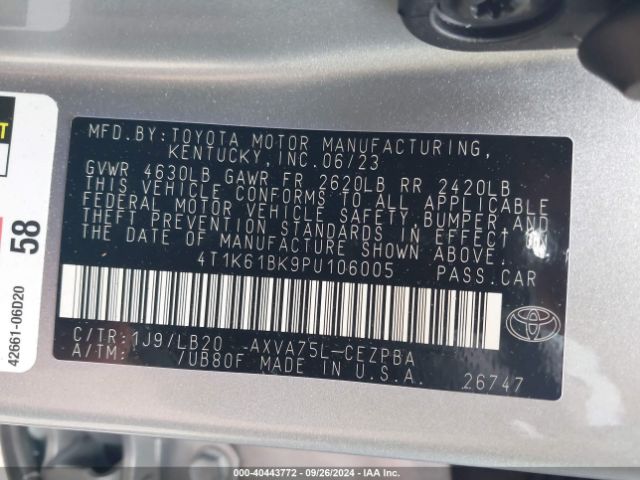 MFD.BY:TOYOTA MOTOR MANUFACTURING,
KENTUCKY, INC.06/23
GVWR 4630LB GAWR FR 2620LB RR 2420LB
THIS VEHICLE CONFORMS TO ALL APPLICABLE
FEDERAL MOTOR VEHICLE SAFETY, BUMPER,AND
THEFT PREVENTION STANDARDS IN EFFECT ON
THE DATE OF MANUFACTURE SHOWN ABOVE.
4T1K61BK9PU106005 PASS.CAR
C/TR:1J9/LB20 -AXVA75L-CEZPBA
A/TM: /UB80F MADE IN U.S.A.
26747
58
42661-06D20
000-40443772 - 09/26/2024 - IAA Inc.